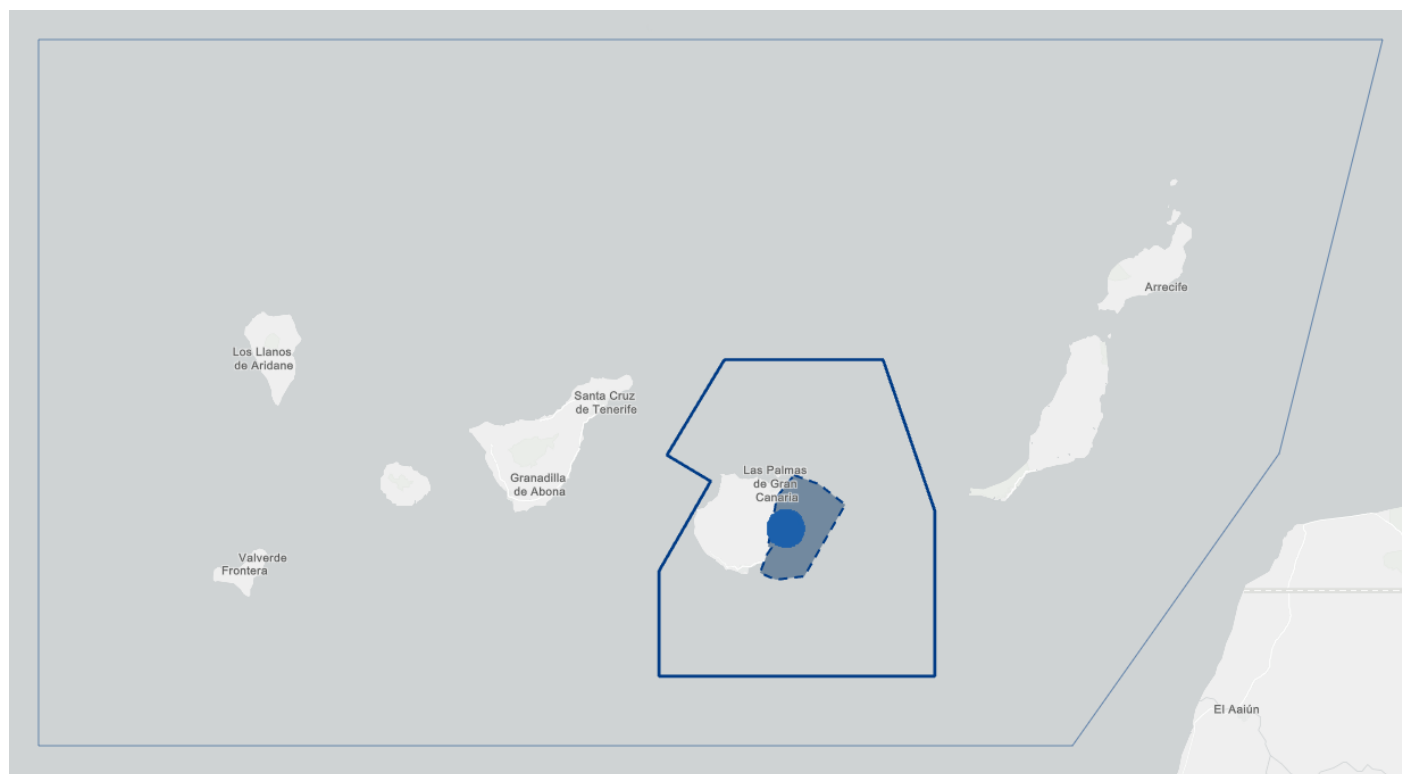 Arrecife
Los Llanos
de Aridane
Santa Cruz
de Tenerife
Las Palmas
de Gran
Canaria
Granadilla
de Abona
Valverde
Frontera
El Aaiún